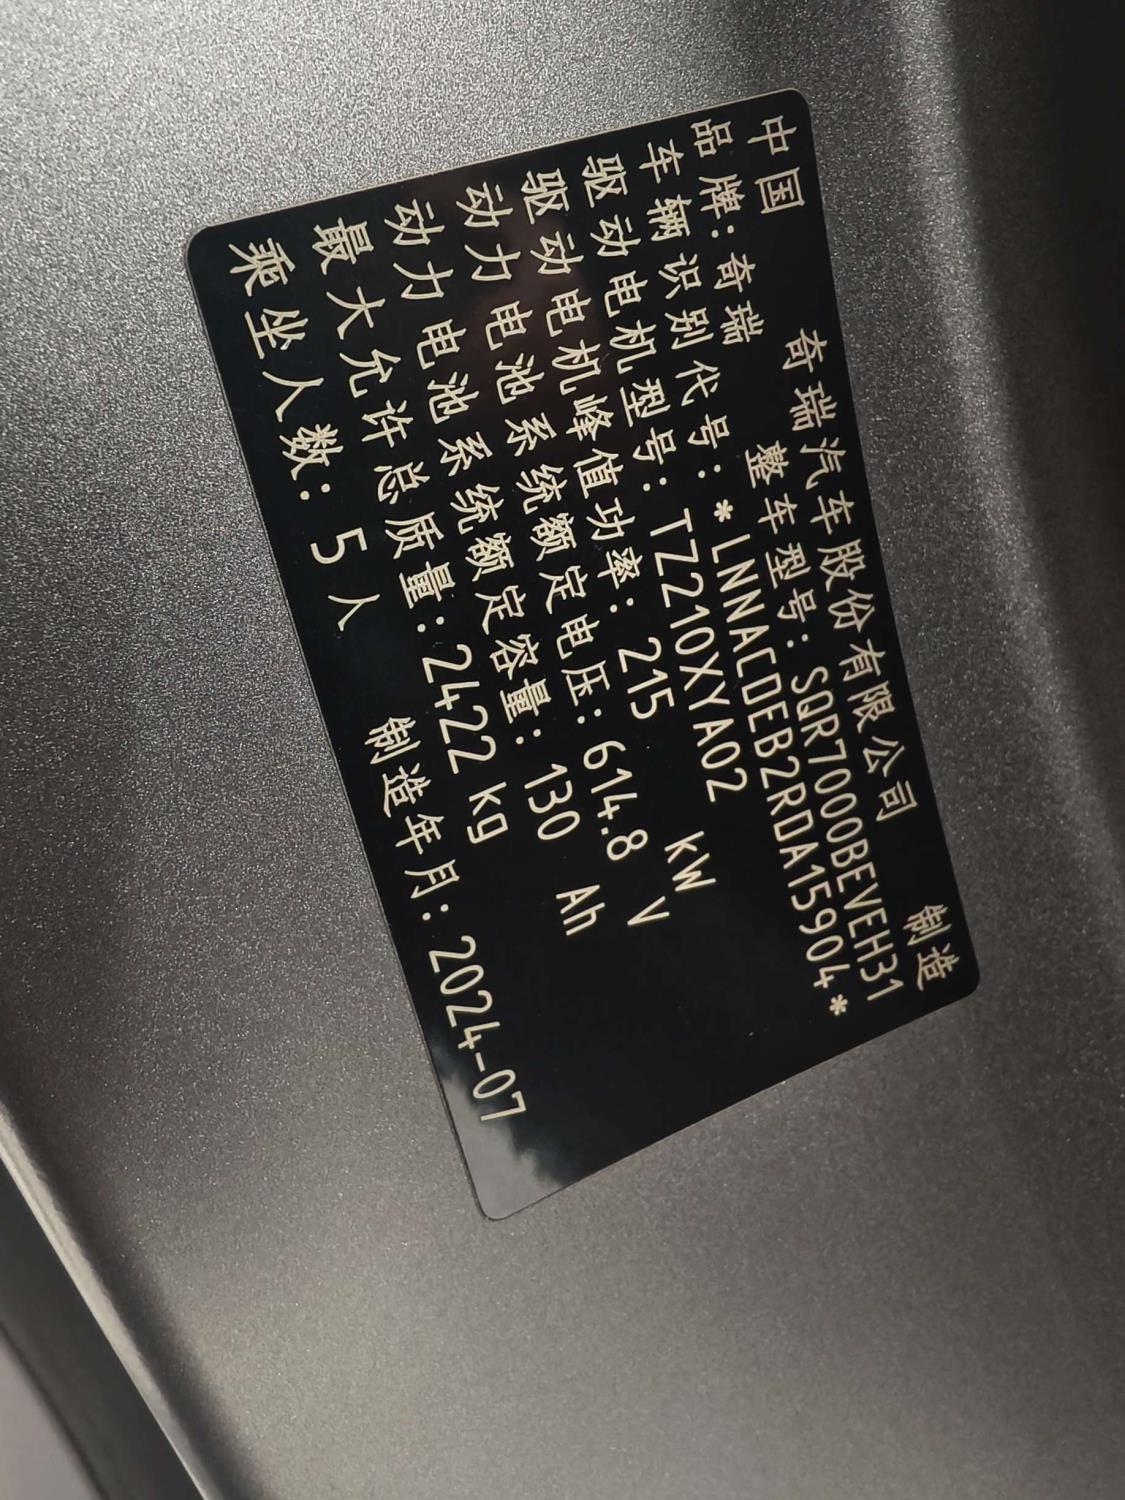 中国 奇瑞汽车股份有限公司 制造
品牌:奇瑞 整车型号:SQR7000BEVEH31
车辆识别代号:*LNNACDEB2RDA15904*
驱动电机型号:TZ210XYA02
驱动电机峰值功率:215 kW
动力电池系统额定电压:614.8 V
动力电池系统额定容量:130 Ah
最大允许总质量:2422 kg
乘坐人数:5人 制造年月:2024-07